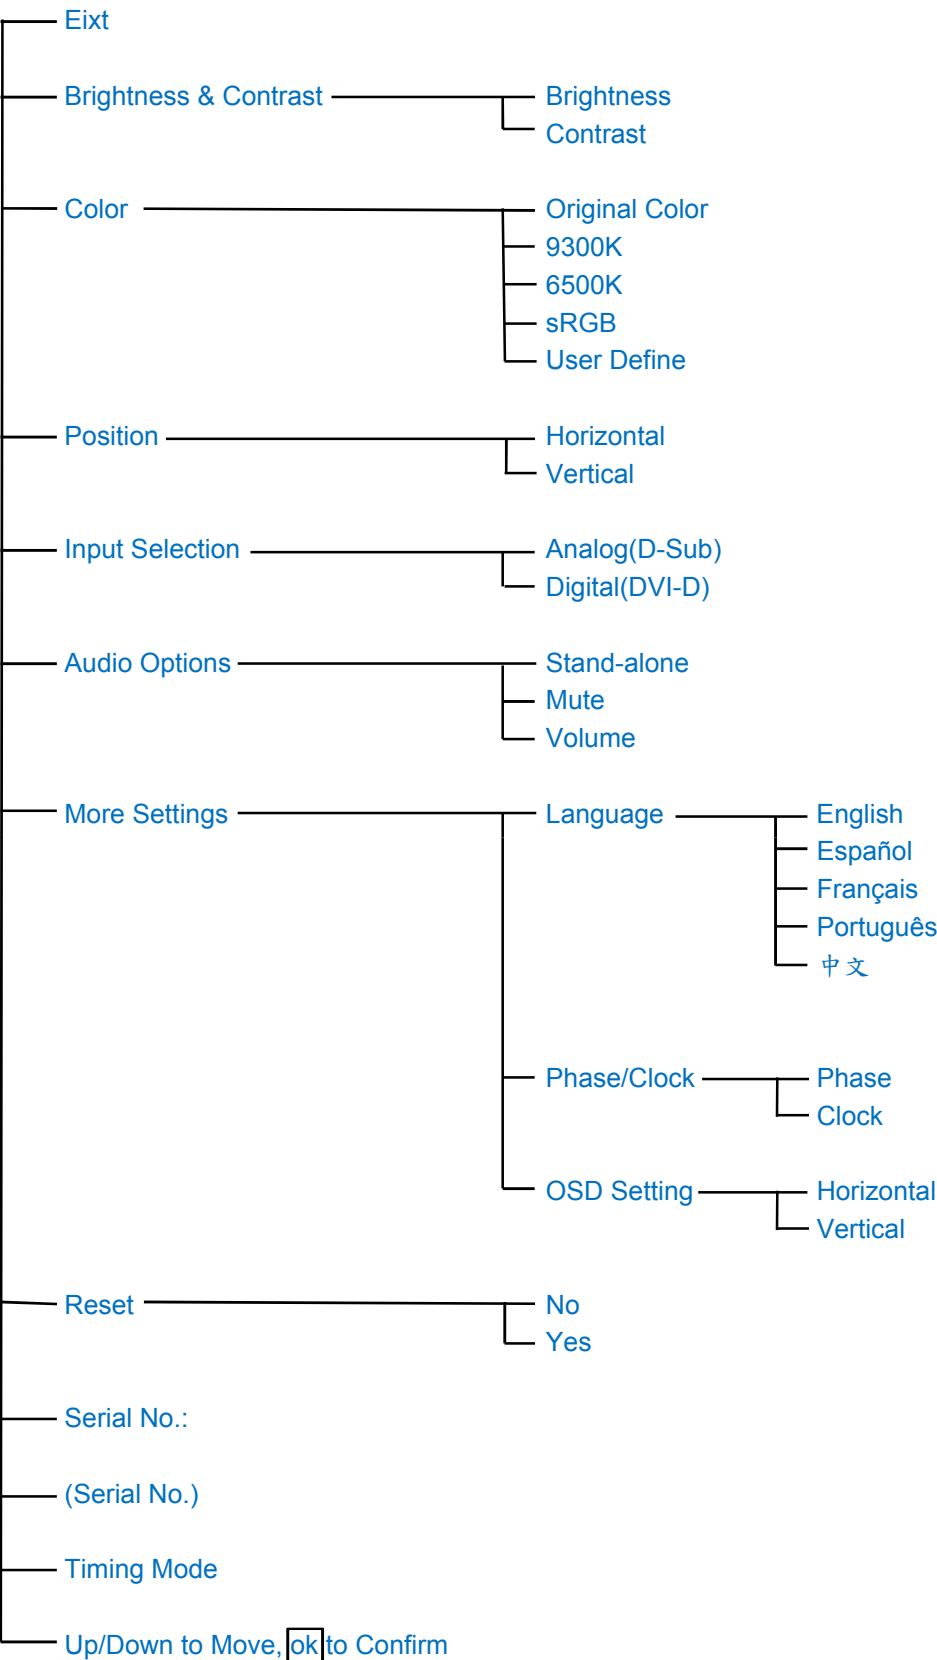 Eixt
Brightness & Contrast Brightness
Contrast
Color Original Color
9300K
6500K
sRGB
User Define
Position Horizontal
Vertical
Input Selection Analog(D-Sub)
Digital(DVI-D)
Audio Options Stand-alone
Mute
Volume
More Settings Language English
Español
Français
Português
中文
Phase/Clock Phase
Clock
OSD Setting Horizontal
Vertical
Reset No
Yes
Serial No.:
(Serial No.)
Timing Mode
Up/Down to Move, ok to Confirm